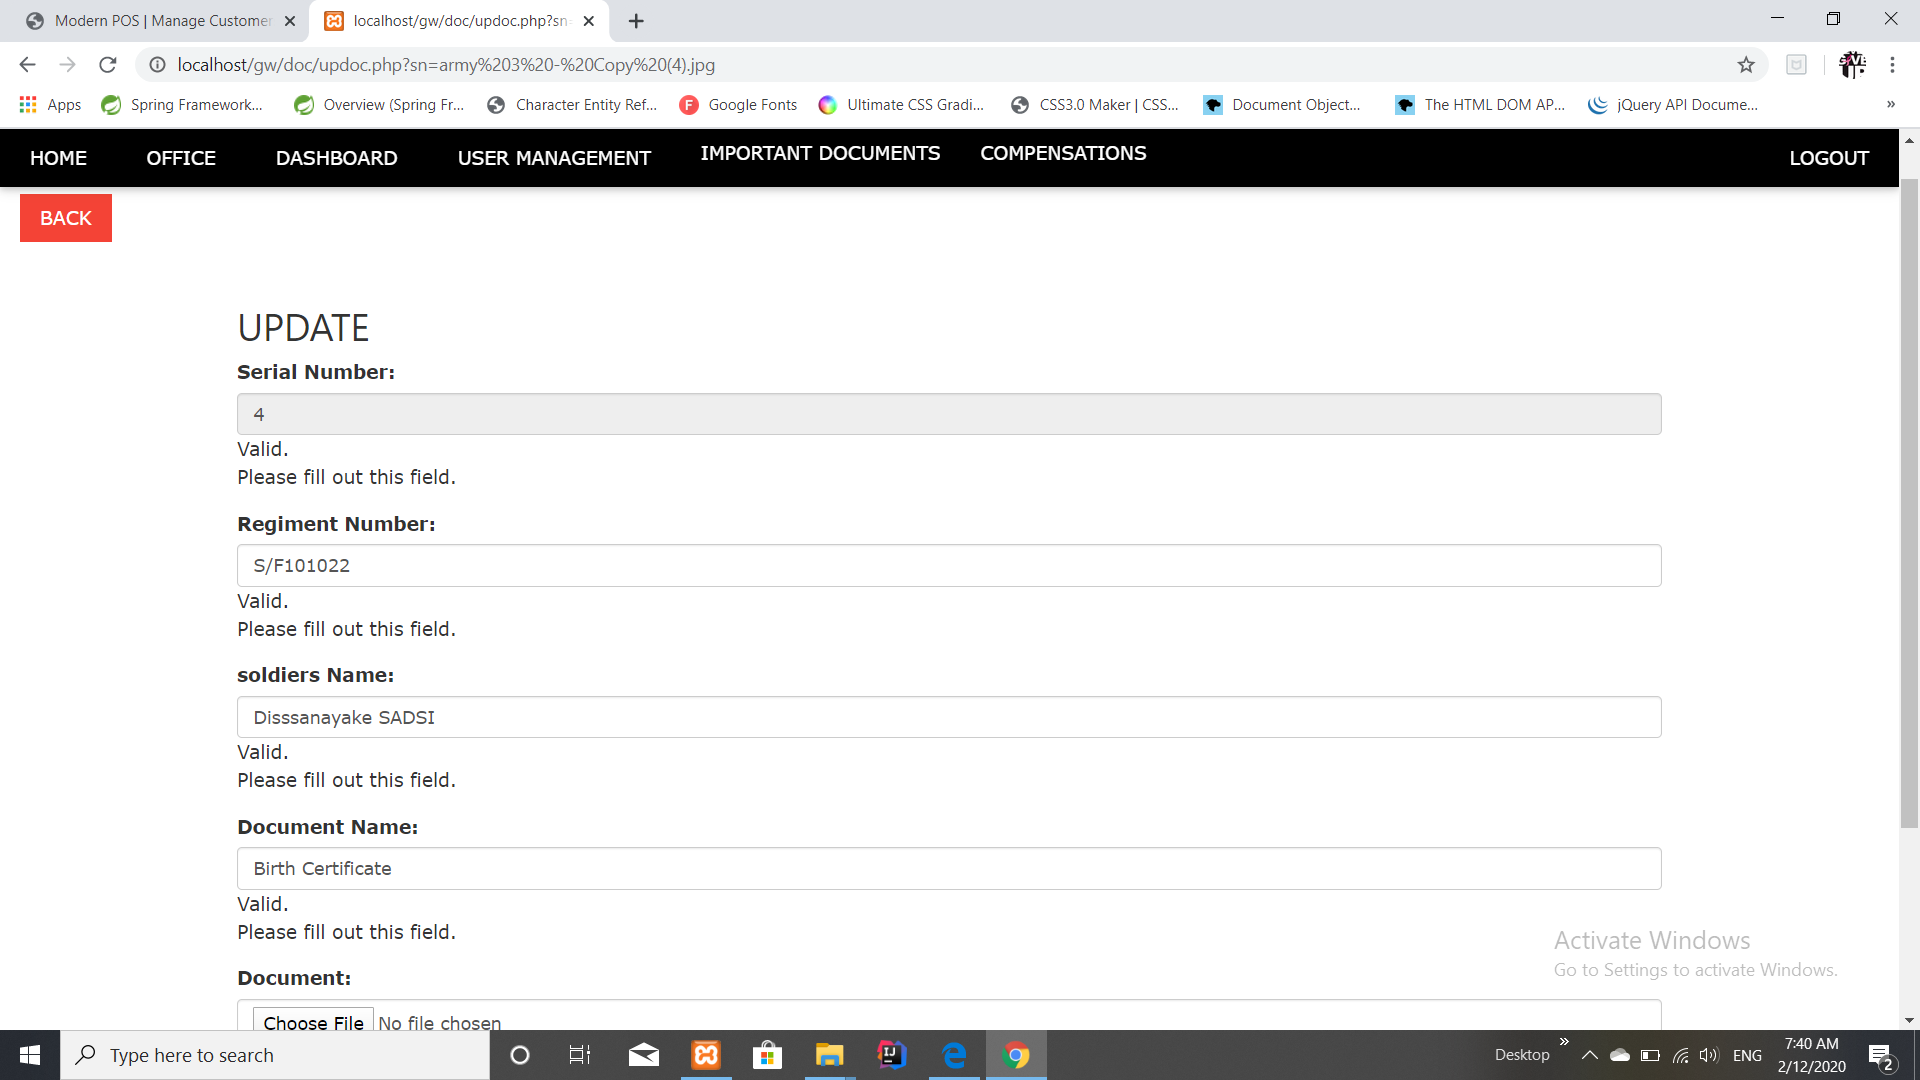 Modern POS | Manage Customer
localhost/gw/doc/updoc.php?sn=
localhost/gw/doc/updoc.php?sn=army%203%20-%20Copy%20(4).jpg
Apps Spring Framework... Overview (Spring Fr... Character Entity Ref... Google Fonts Ultimate CSS Gradi... CSS3.0 Maker | CSS... Document Object... The HTML DOM AP... jQuery API Docume... »
HOME OFFICE DASHBOARD USER MANAGEMENT IMPORTANT DOCUMENTS COMPENSATIONS LOGOUT
BACK
UPDATE
Serial Number:
4
Valid.
Please fill out this field.
Regiment Number:
S/F101022
Valid.
Please fill out this field.
soldiers Name:
Disssanayake SADSI
Valid.
Please fill out this field.
Document Name:
Birth Certificate
Valid.
Please fill out this field.
Document:
Choose File No file chosen
Activate Windows
Go to Settings to activate Windows.
Type here to search
Desktop » ENG
7:40 AM
2/12/2020
2